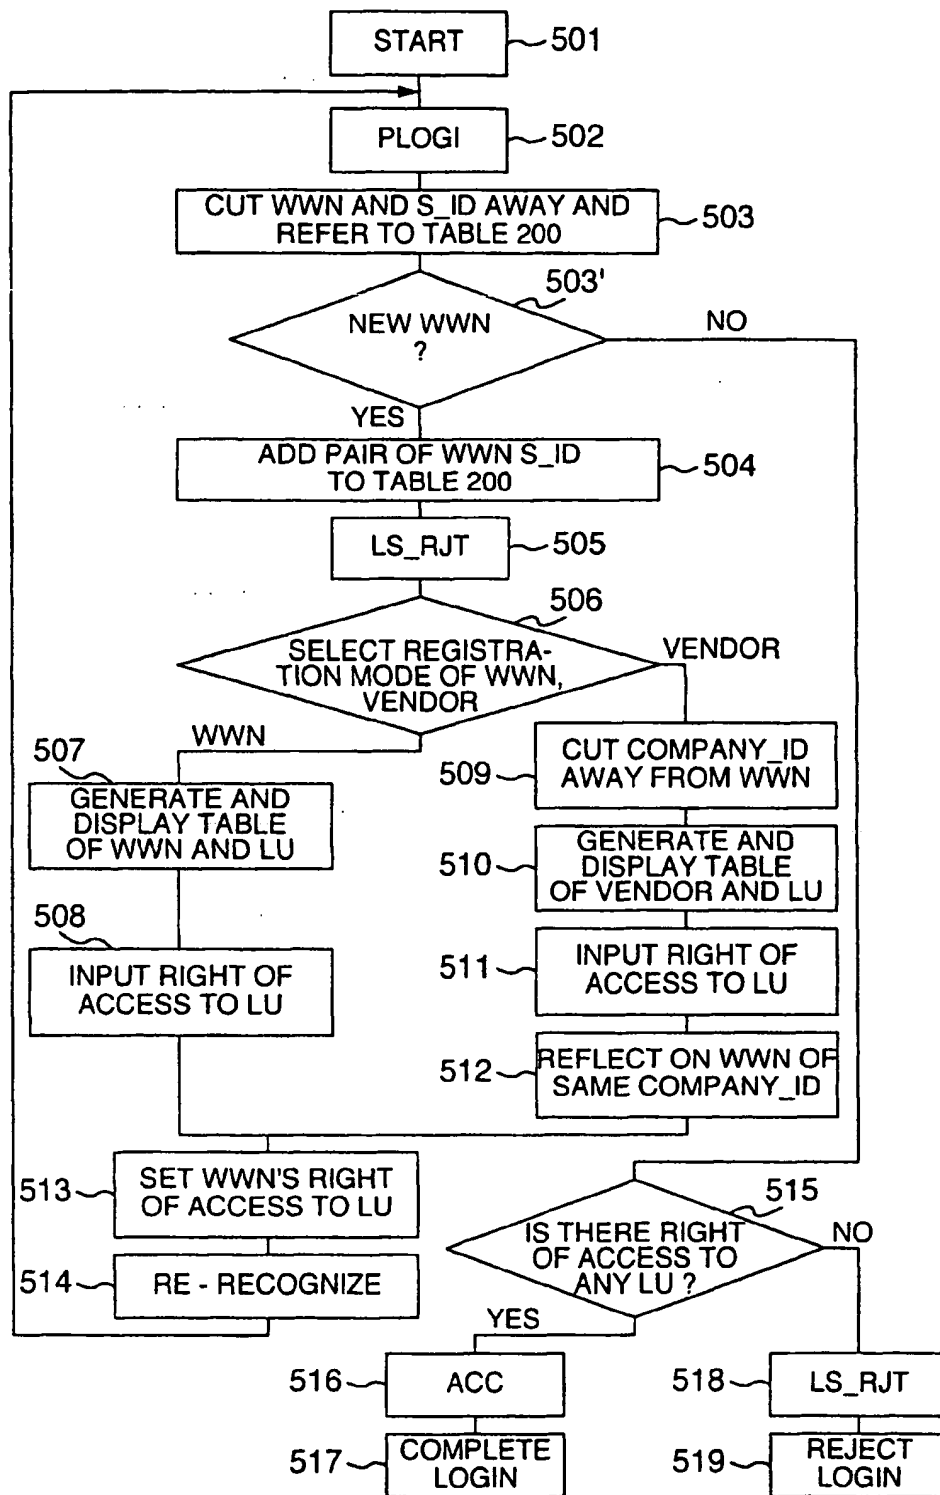 START
501
PLOGI
502
CUT WWN AND S_ID AWAY AND
REFER TO TABLE 200
503
503'
NEW WWN
?
NO
YES
ADD PAIR OF WWN S_ID
TO TABLE 200
504
LS_RJT
505
506
SELECT REGISTRA-
TION MODE OF WWN,
VENDOR
VENDOR
WWN
507
GENERATE AND
DISPLAY TABLE
OF WWN AND LU
508
INPUT RIGHT OF
ACCESS TO LU
509
CUT COMPANY_ID
AWAY FROM WWN
510
GENERATE AND
DISPLAY TABLE
OF VENDOR AND LU
511
INPUT RIGHT OF
ACCESS TO LU
512
REFLECT ON WWN OF
SAME COMPANY_ID
513
SET WWN'S RIGHT
OF ACCESS TO LU
514
RE - RECOGNIZE
515
IS THERE RIGHT
OF ACCESS TO
ANY LU ?
NO
YES
516
ACC
517
COMPLETE
LOGIN
518
LS_RJT
519
REJECT
LOGIN